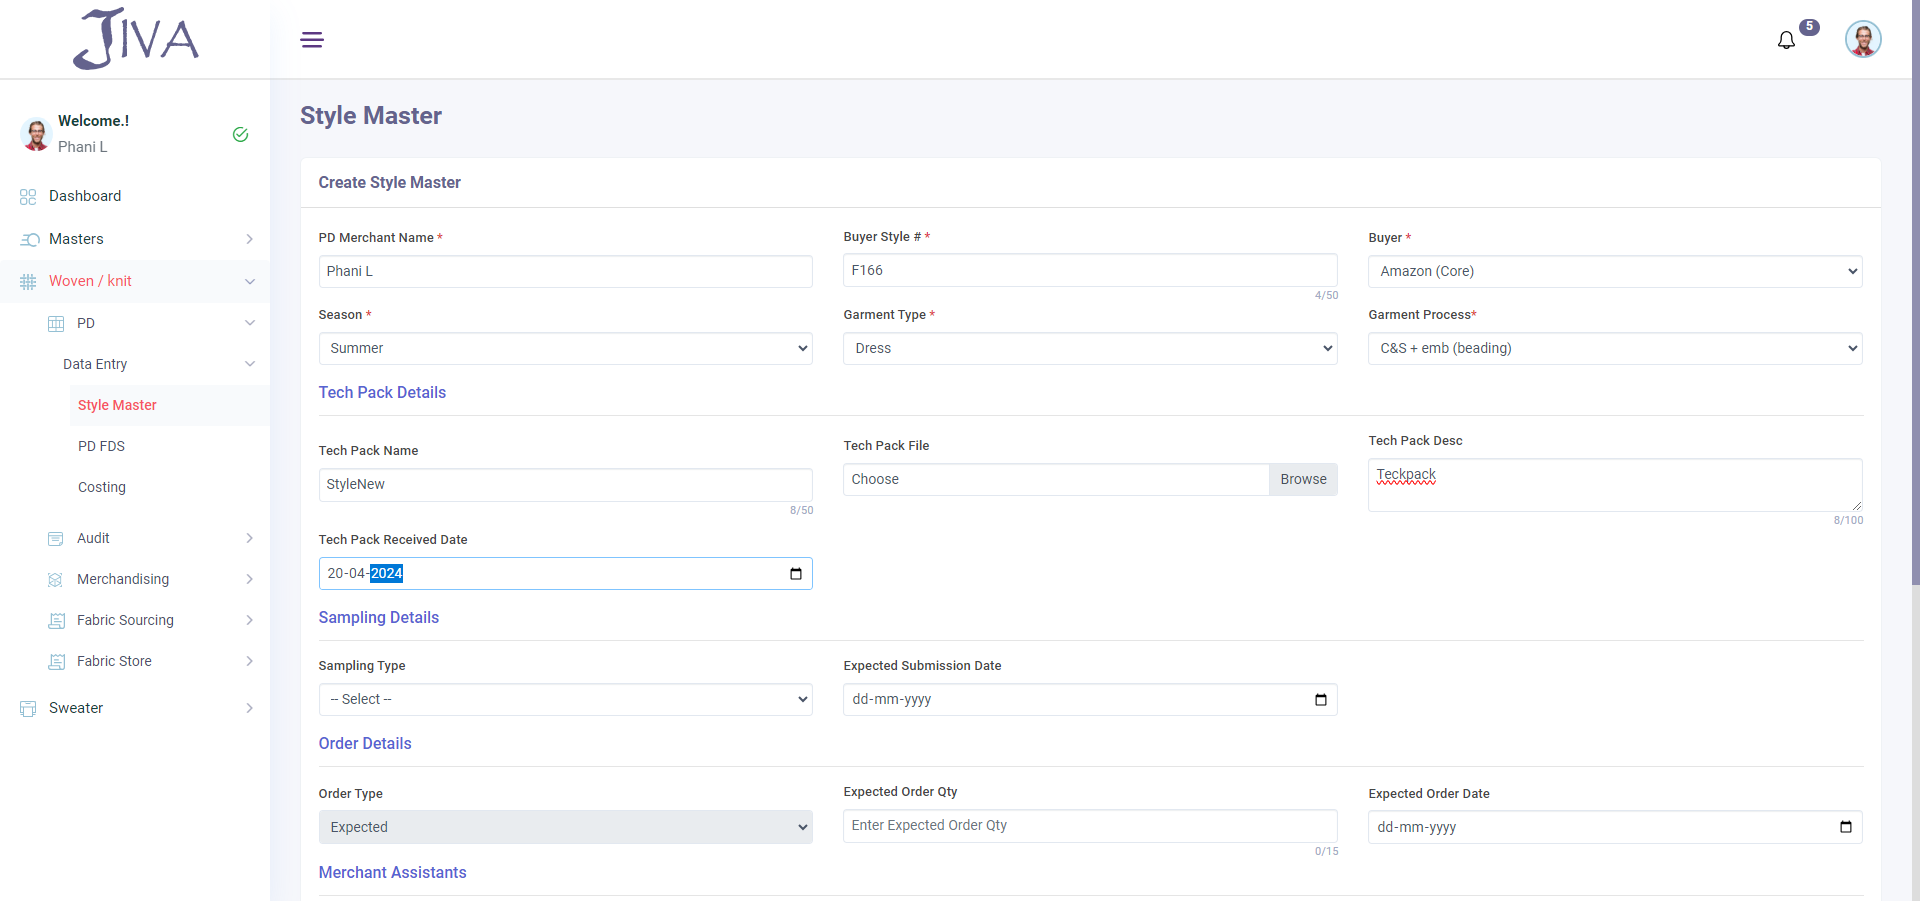 JIVA
5
Welcome.!
Phani L
Dashboard
Masters
Woven / knit
PD
Data Entry
Style Master
PD FDS
Costing
Audit
Merchandising
Fabric Sourcing
Fabric Store
Sweater
Style Master
Create Style Master
PD Merchant Name *
Buyer Style # *
Buyer *
Phani L
F166
Amazon (Core)
4/50
Season *
Garment Type *
Garment Process*
Summer
Dress
C&S + emb (beading)
Tech Pack Details
Tech Pack Name
Tech Pack File
Tech Pack Desc
StyleNew
Choose
Browse
Teckpack
8/50
8/100
Tech Pack Received Date
20-04-2024
Sampling Details
Sampling Type
Expected Submission Date
-- Select --
dd-mm-yyyy
Order Details
Order Type
Expected Order Qty
Expected Order Date
Expected
Enter Expected Order Qty
dd-mm-yyyy
0/15
Merchant Assistants